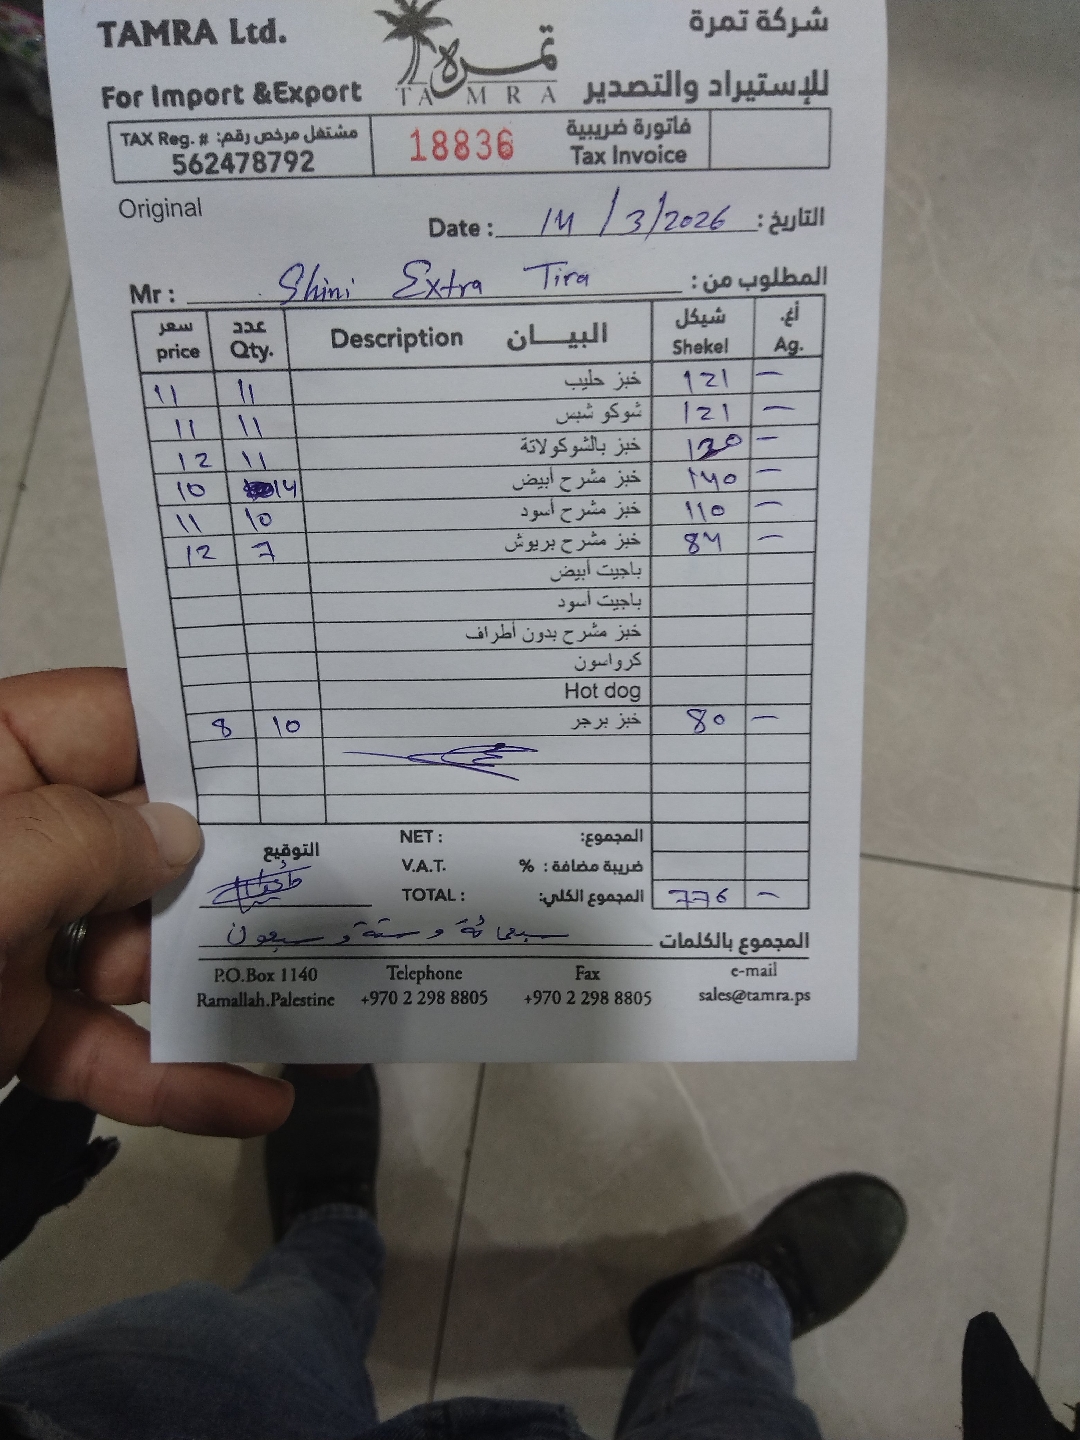 TAMRA Ltd.
شركة تمرة
For Import &Export
تمرة
TAMRA
للإستيراد والتصدير
TAX Reg. # مشتغل مرخص رقم:
562478792
18836
فاتورة ضريبية
Tax Invoice
Original
Date : 14/3/2026 التاريخ :
Mr : Shini Extra Tira المطلوب من :
سعر عدد شيكل أغ.
price Qty. Description البيـــان Shekel Ag.
11 11 خبز حليب 121 —
11 11 شوكو شبس 121 —
12 11 خبز بالشوكولاتة —
10 14 خبز مشرح أبيض 140 —
11 10 خبز مشرح أسود 110 —
12 7 خبز مشرح بريوش 84 —
باجيت أبيض
باجيت أسود
خبز مشرح بدون أطراف
كرواسون
Hot dog
8 10 خبز برجر 80 —
NET : المجموع:
التوقيع
V.A.T. % ضريبة مضافة :
TOTAL : المجموع الكلي: 776 —
سبعمائة وستة وسبعون المجموع بالكلمات
P.O.Box 1140 Telephone Fax e-mail
Ramallah.Palestine +970 2 298 8805 +970 2 298 8805 sales@tamra.ps